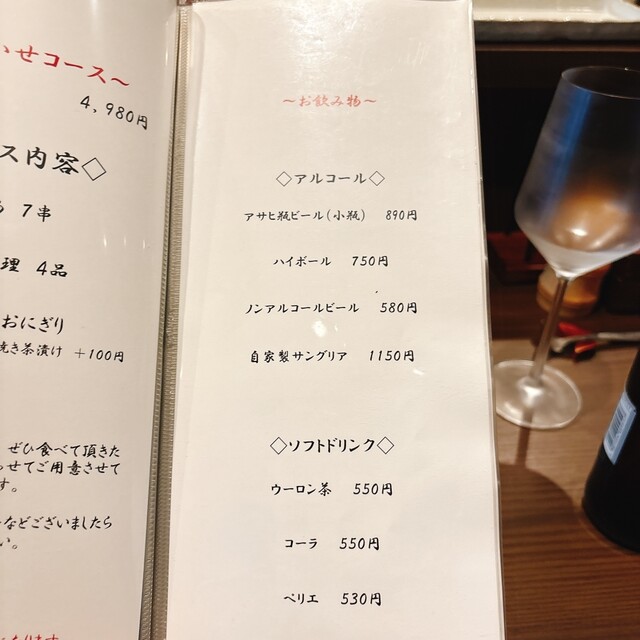 いせコース～
4,980円
ス内容◇
7串
理 4品
おにぎり
焼き茶漬け +100円
ぜひ食べて頂きた
らせてご用意させて
す。
などございましたら
い。
～お飲み物～
◇アルコール◇
アサヒ瓶ビール(小瓶) 890円
ハイボール 750円
ノンアルコールビール 580円
自家製サングリア 1150円
◇ソフトドリンク◇
ウーロン茶 550円
コーラ 550円
ペリエ 530円